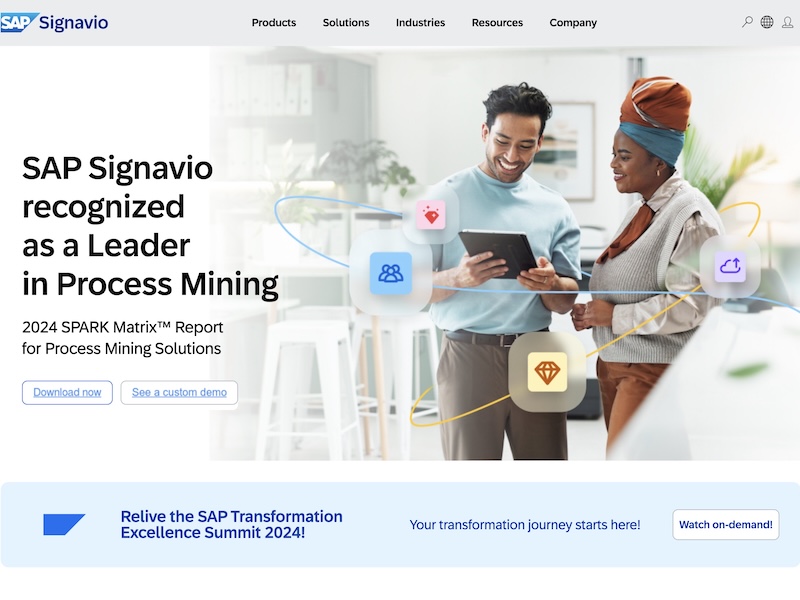 SAP Signavio
Products
Solutions
Industries
Resources
Company
SAP Signavio
recognized
as a Leader
in Process Mining
2024 SPARK Matrix™ Report
for Process Mining Solutions
Download now
See a custom demo
Relive the SAP Transformation
Excellence Summit 2024!
Your transformation journey starts here!
Watch on-demand!